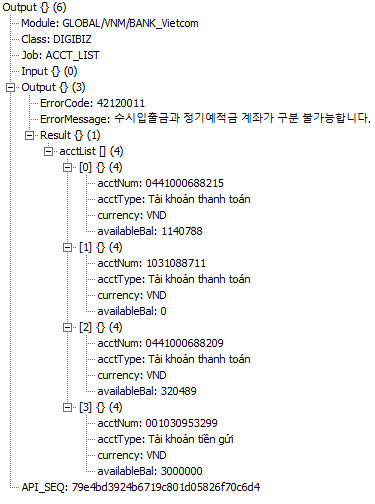 Output {} (6)
Module: GLOBAL/VNM/BANK_Vietcom
Class: DIGIBIZ
Job: ACCT_LIST
Input {} (0)
Output {} (3)
ErrorCode: 42120011
ErrorMessage: 수시입출금과 정기예적금 계좌가 구분 불가능합니다.
Result {} (1)
acctList [] (4)
[0] {} (4)
acctNum: 0441000688215
acctType: Tài khoản thanh toán
currency: VND
availableBal: 1140788
[1] {} (4)
acctNum: 1031088711
acctType: Tài khoản thanh toán
currency: VND
availableBal: 0
[2] {} (4)
acctNum: 0441000688209
acctType: Tài khoản thanh toán
currency: VND
availableBal: 320489
[3] {} (4)
acctNum: 001030953299
acctType: Tài khoản tiền gửi
currency: VND
availableBal: 3000000
API_SEQ: 79e4bd3924b6719c801d05826f70c6d4